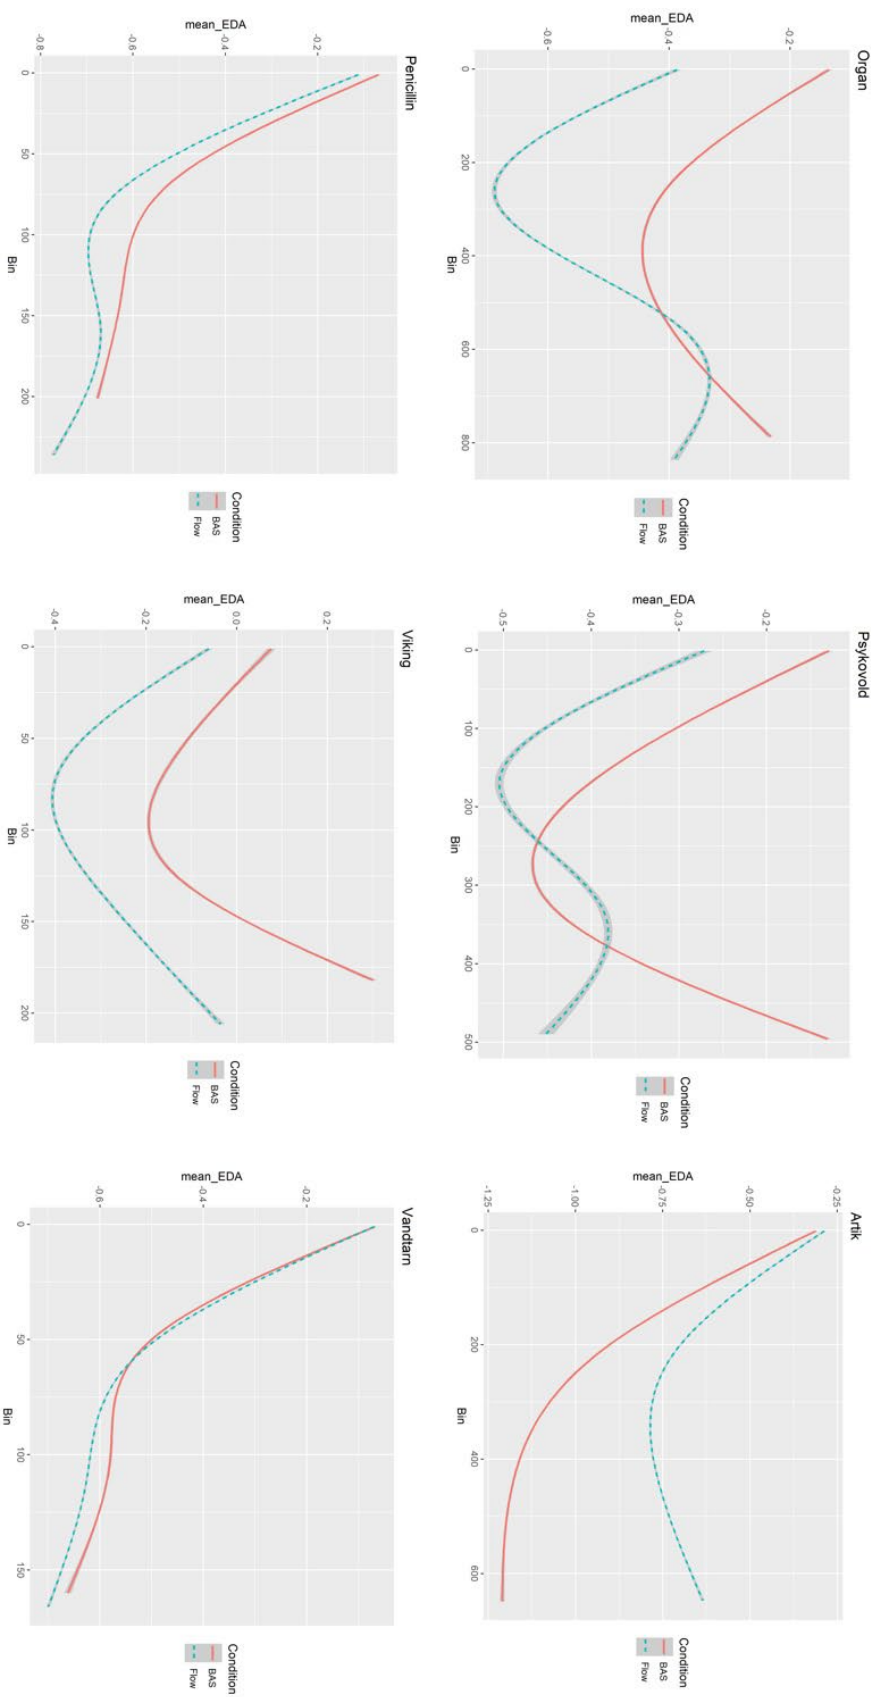 Organ
mean_EDA
-0.2
-0.4
-0.6
0 200 400 600 800
Bin
Condition
BAS
Flow
Psykovold
mean_EDA
-0.2
-0.3
-0.4
-0.5
0 100 200 300 400 500
Bin
Condition
BAS
Flow
Artik
mean_EDA
-0.25
-0.50
-0.75
-1.00
-1.25
0 200 400 600
Bin
Condition
BAS
Flow
Penicillin
mean_EDA
-0.2
-0.4
-0.6
-0.8
0 50 100 150 200
Bin
Condition
BAS
Flow
Viking
mean_EDA
0.2
0.0
-0.2
-0.4
0 50 100 150 200
Bin
Condition
BAS
Flow
Vandtarn
mean_EDA
-0.2
-0.4
-0.6
0 50 100 150
Bin
Condition
BAS
Flow